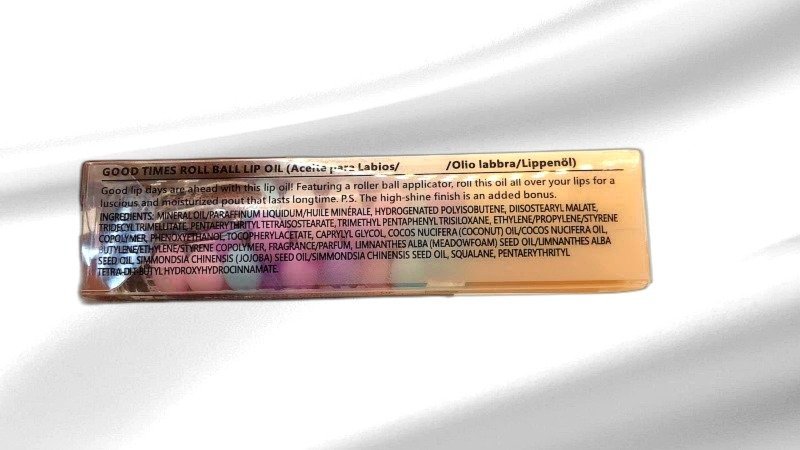 GOOD TIMES ROLL BALL LIP OIL (Aceite para Labios/ /Olio labbra/Lippenöl)
Good lip days are ahead with this lip oil! Featuring a roller ball applicator, roll this oil all over your lips for a
luscious and moisturized pout that lasts longtime. P.S. The high-shine finish is an added bonus.
INGREDIENTS: MINERAL OIL/PARAFFINUM LIQUIDUM/HUILE MINÉRALE, HYDROGENATED POLYISOBUTENE, DIISOSTEARYL MALATE,
TRIDECYL TRIMELLITATE, PENTAERYTHRITYL TETRAISOSTEARATE, TRIMETHYL PENTAPHENYL TRISILOXANE, ETHYLENE/PROPYLENE/STYRENE
COPOLYMER, PHENOXYETHANOL, TOCOPHERYLACETATE, CAPRYLYL GLYCOL, COCOS NUCIFERA (COCONUT) OIL/COCOS NUCIFERA OIL,
BUTYLENE/ETHYLENE/STYRENE COPOLYMER, FRAGRANCE/PARFUM, LIMNANTHES ALBA (MEADOWFOAM) SEED OIL/LIMNANTHES ALBA
SEED OIL, SIMMONDSIA CHINENSIS (JOJOBA) SEED OIL/SIMMONDSIA CHINENSIS SEED OIL, SQUALANE, PENTAERYTHRITYL
TETRA-DI-T-BUTYL HYDROXYHYDROCINNAMATE.